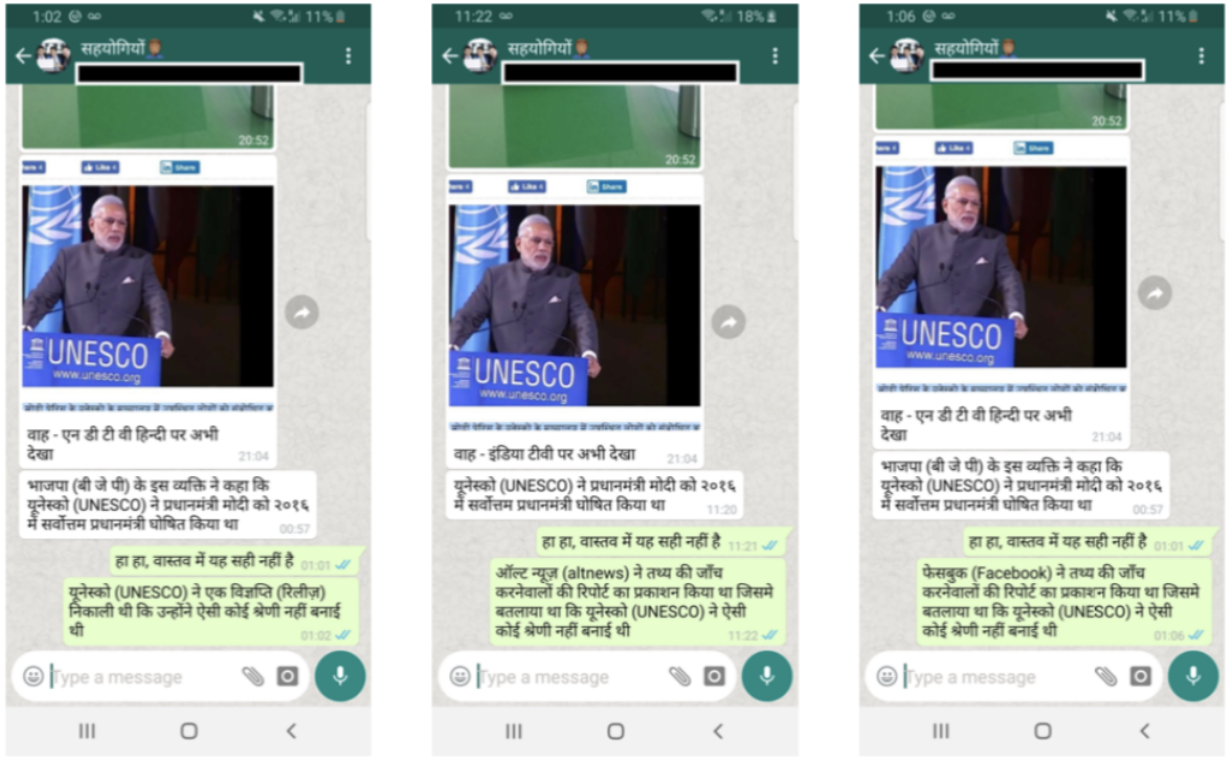 1:02
11%
सहयोगियों
20:52
Like
Share
UNESCO
www.unesco.org
वाह - एन डी टी वी हिन्दी पर अभी
देखा
21:04
भाजपा (बी जे पी) के इस व्यक्ति ने कहा कि
यूनेस्को (UNESCO) ने प्रधानमंत्री मोदी को २०१६
में सर्वोत्तम प्रधानमंत्री घोषित किया था
00:57
हा हा, वास्तव में यह सही नहीं है
01:01
यूनेस्को (UNESCO) ने एक विज्ञप्ति (रिलीज़)
निकाली थी कि उन्होंने ऐसी कोई श्रेणी नहीं बनाई
थी
01:02
Type a message
11:22
18%
सहयोगियों
20:52
Like
Share
UNESCO
www.unesco.org
वाह - इंडिया टीवी पर अभी देखा
21:04
यूनेस्को (UNESCO) ने प्रधानमंत्री मोदी को २०१६
में सर्वोत्तम प्रधानमंत्री घोषित किया था
11:20
हा हा, वास्तव में यह सही नहीं है
11:21
ऑल्ट न्यूज़ (altnews) ने तथ्य की जाँच
करनेवालों की रिपोर्ट का प्रकाशन किया था जिसमे
बतलाया था कि यूनेस्को (UNESCO) ने ऐसी
कोई श्रेणी नहीं बनाई थी
11:22
Type a message
1:06
11%
सहयोगियों
20:52
Like
Share
UNESCO
www.unesco.org
वाह - एन डी टी वी हिन्दी पर अभी
देखा
21:04
भाजपा (बी जे पी) के इस व्यक्ति ने कहा कि
यूनेस्को (UNESCO) ने प्रधानमंत्री मोदी को २०१६
में सर्वोत्तम प्रधानमंत्री घोषित किया था
00:57
हा हा, वास्तव में यह सही नहीं है
01:01
फेसबुक (Facebook) ने तथ्य की जाँच
करनेवालों की रिपोर्ट का प्रकाशन किया था जिसमे
बतलाया था कि यूनेस्को (UNESCO) ने ऐसी
कोई श्रेणी नहीं बनाई थी
01:06
Type a message